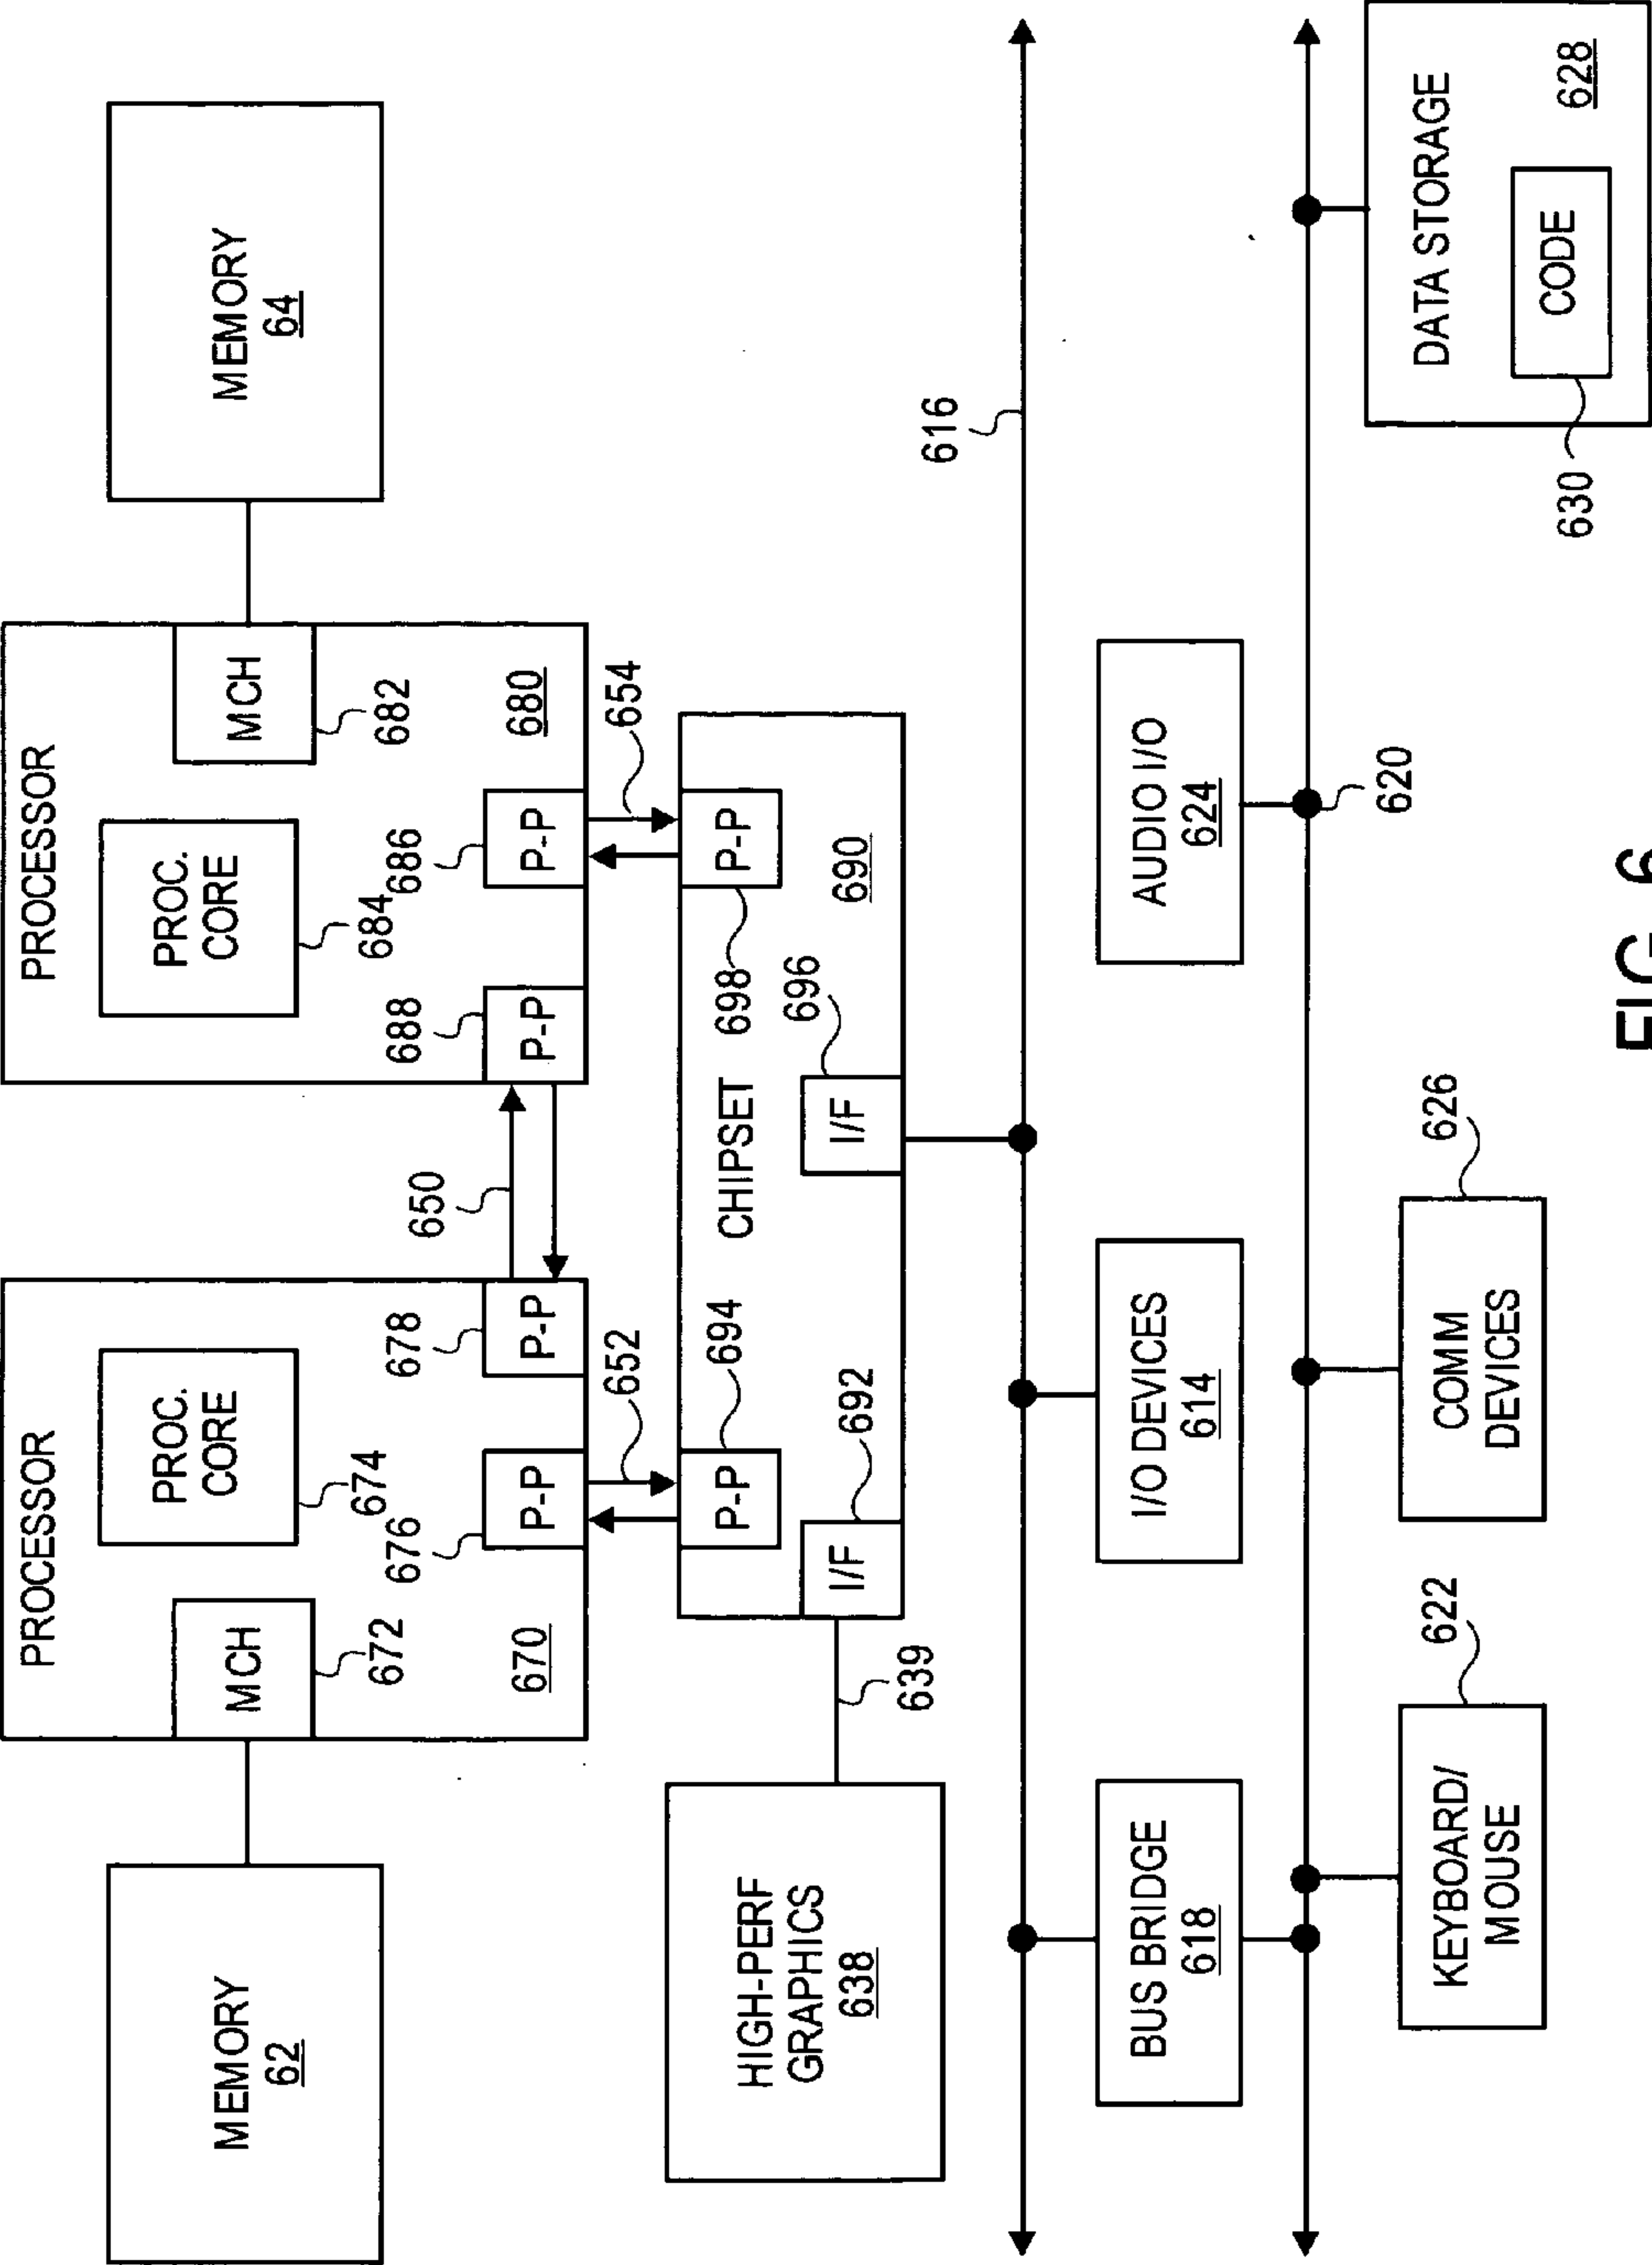 PROCESSOR
PROCESSOR
PROC.
CORE
674
MCH
672
670
676
678
P-P
P-P
PROC.
CORE
684
MCH
682
680
688
686
P-P
P-P
MEMORY
62
MEMORY
64
650
652
654
P-P
694
CHIPSET
P-P
698
690
I/F
692
I/F
696
HIGH-PERF
GRAPHICS
638
639
616
BUS BRIDGE
618
I/O DEVICES
614
AUDIO I/O
624
620
KEYBOARD/
MOUSE
622
COMM
DEVICES
626
DATA STORAGE
628
CODE
630
FIG. 6